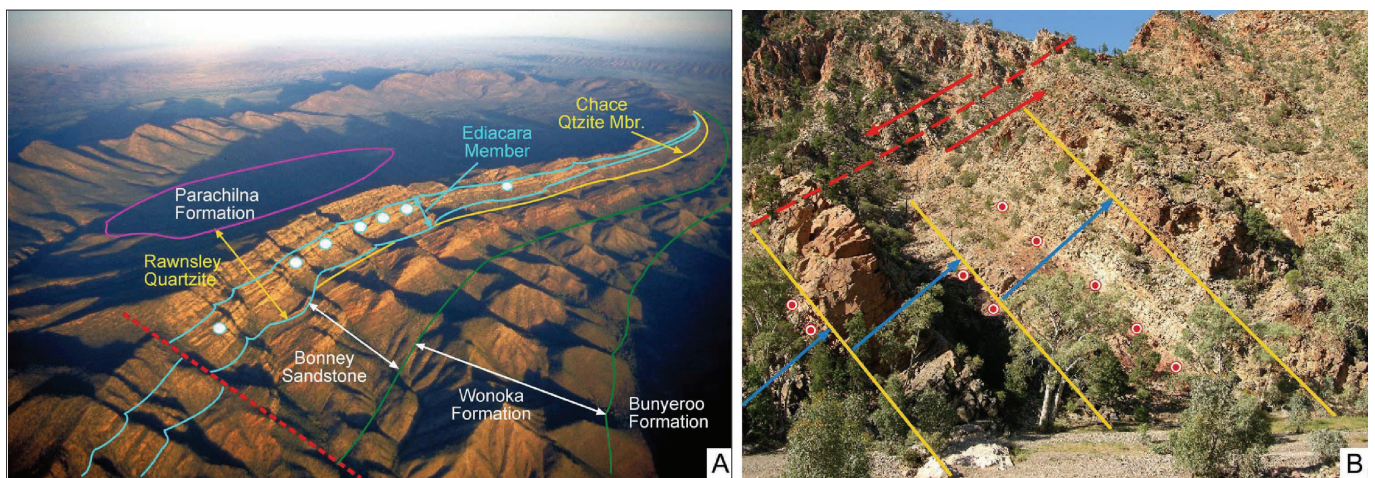 A
B
Chace
Qtzite Mbr.
Ediacara
Member
Parachilna
Formation
Rawnsley
Quartzite
Bonney
Sandstone
Wonoka
Formation
Bunyeroo
Formation